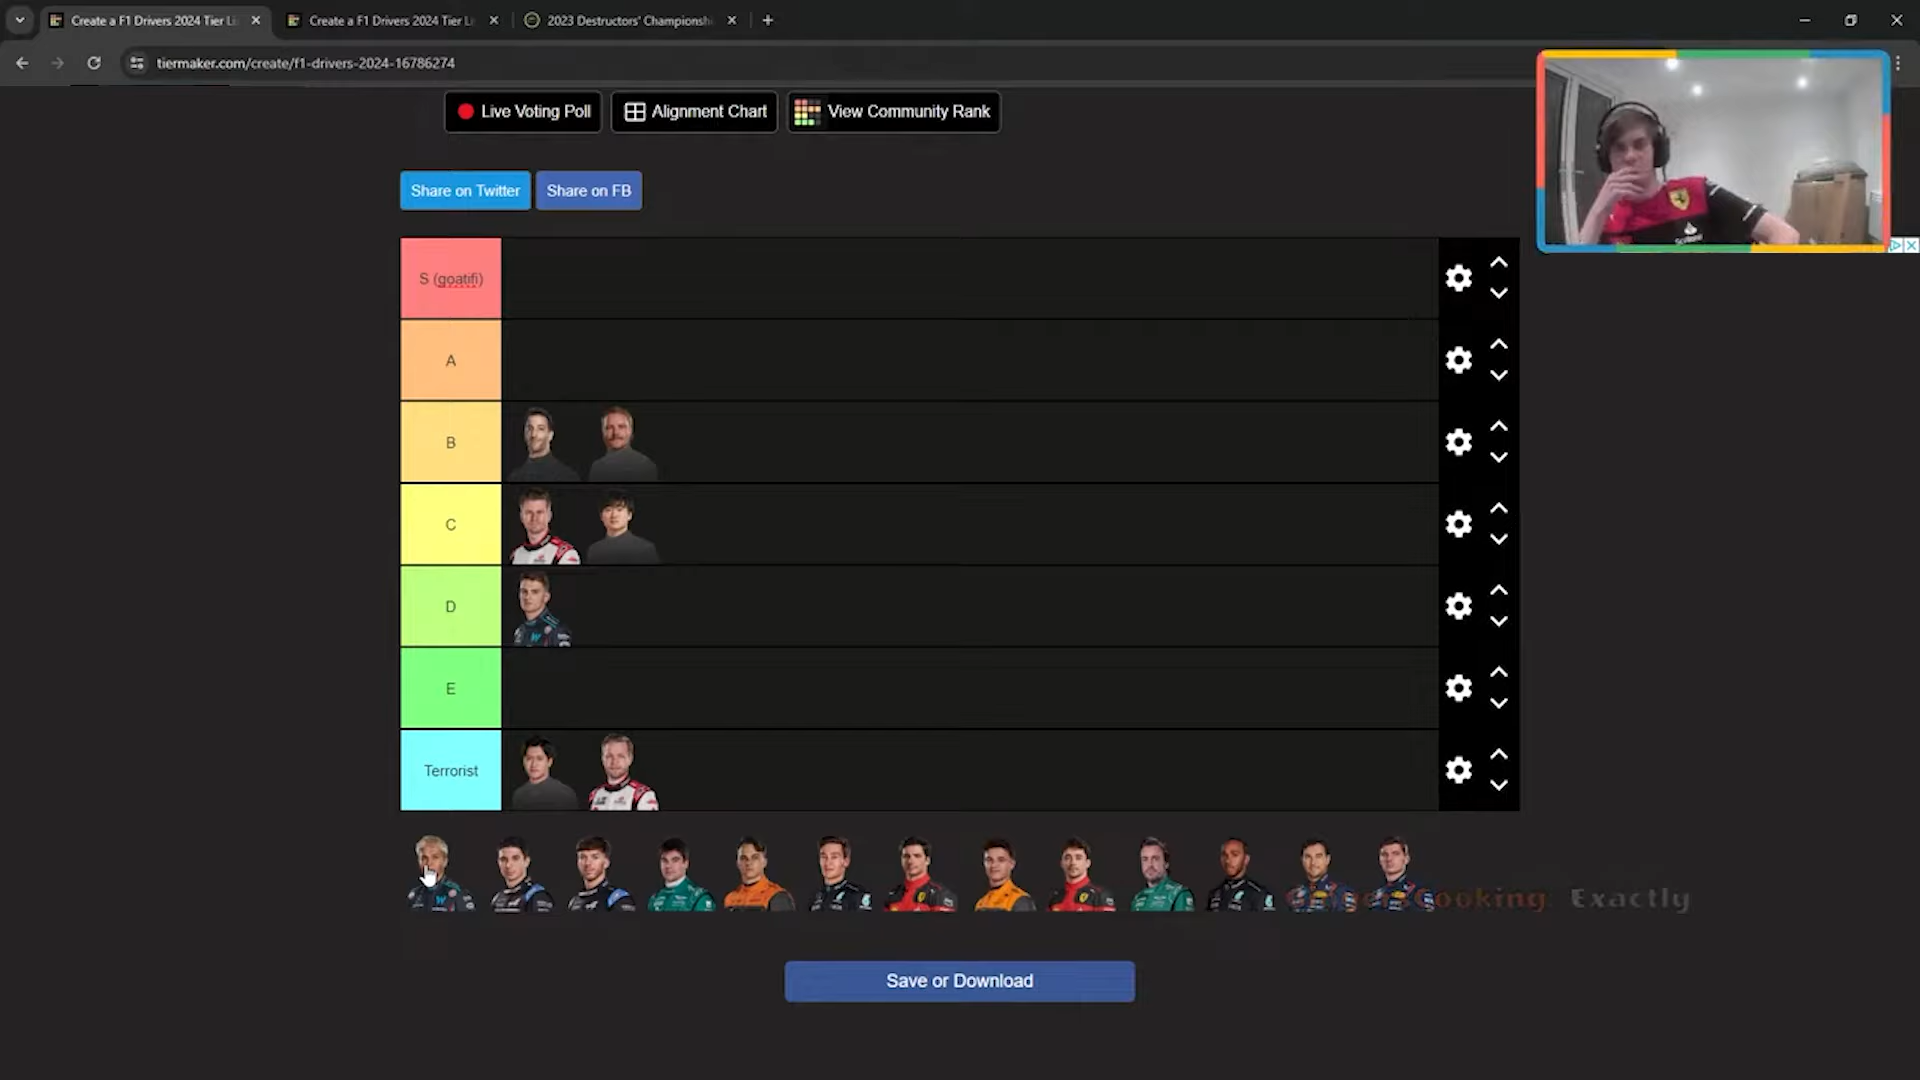 Create a F1 Drivers 2024 Tier Li
Create a F1 Drivers 2024 Tier Li
2023 Destructors' Championsh
tiermaker.com/create/f1-drivers-2024-16786274
Live Voting Poll
Alignment Chart
View Community Rank
Share on Twitter
Share on FB
S (goatifi)
A
B
C
D
E
Terrorist
Exactly
Save or Download